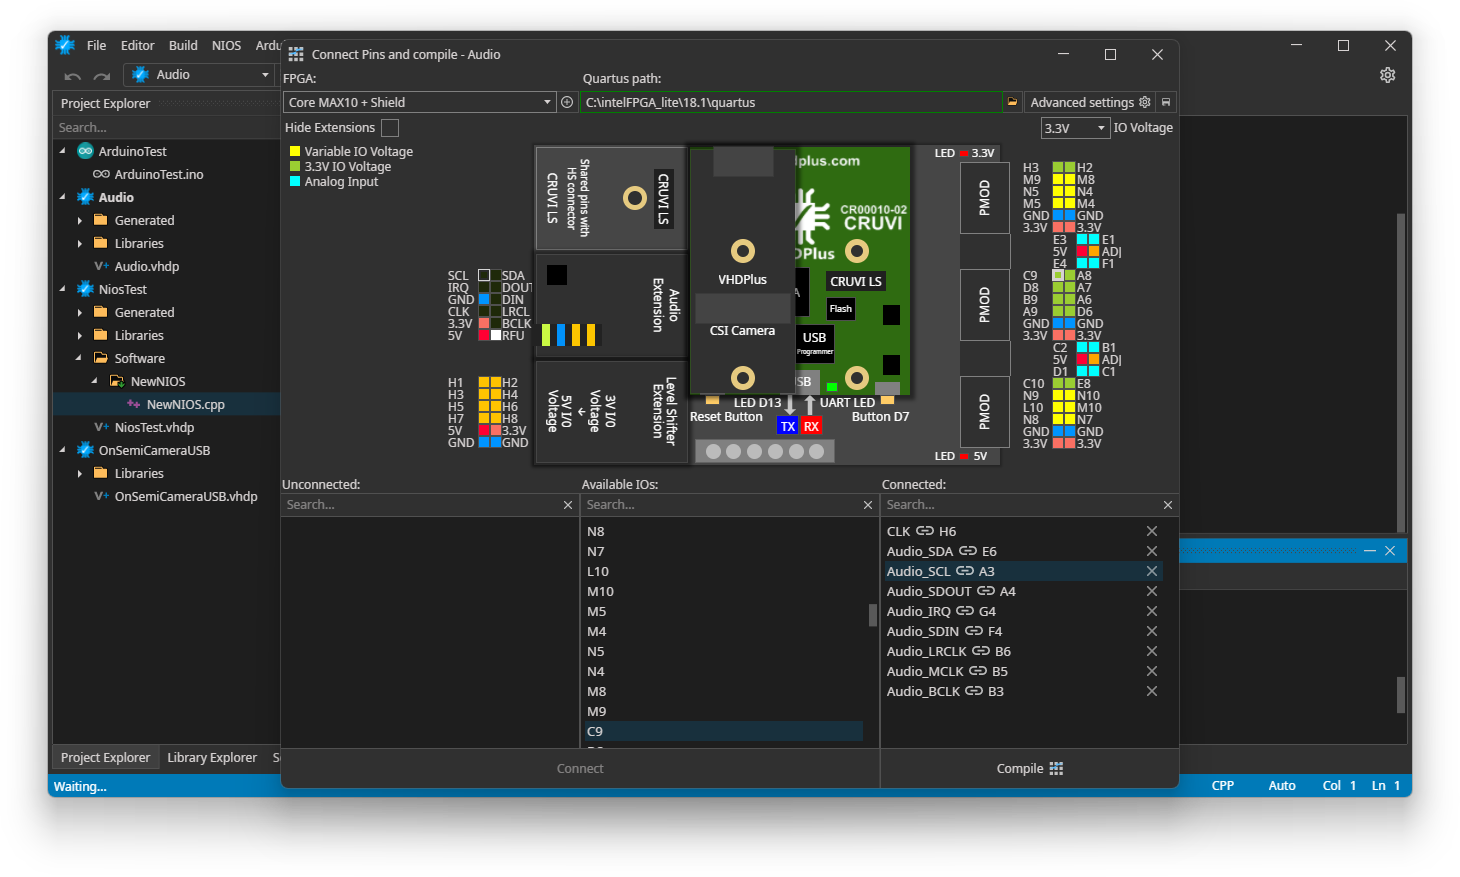 File Editor Build NIOS Ardu
Connect Pins and compile - Audio
Audio
FPGA:
Quartus path:
Core MAX10 + Shield
C:\intelFPGA_lite\18.1\quartus
Advanced settings
Hide Extensions
3.3V
IO Voltage
Project Explorer
Search...
ArduinoTest
ArduinoTest.ino
Audio
Generated
Libraries
Audio.vhdp
NiosTest
Generated
Libraries
Software
NewNIOS
NewNIOS.cpp
NiosTest.vhdp
OnSemiCameraUSB
Libraries
OnSemiCameraUSB.vhdp
Variable IO Voltage
3.3V IO Voltage
Analog Input
SCL SDA
IRQ DOUT
GND DIN
CLK LRCL
3.3V BCLK
5V RFU
H1 H2
H3 H4
H5 H6
H7 H8
5V 3.3V
GND GND
Shared pins with
HS connector
CRUVI LS
CRUVI LS
Audio
Extension
Level Shifter
Extension
3V I/O
Voltage
5V I/O
Voltage
VHDPlus
CSI Camera
lplus.com
CR00010-02
CRUVI
DPlus
CRUVI LS
A
Flash
USB
Programmer
SB
LED D13
UART LED
Reset Button
Button D7
TX
RX
LED 3.3V
PMOD
PMOD
PMOD
LED 5V
H3 H2
M9 M8
N5 N4
M5 M4
GND GND
3.3V 3.3V
E3 E1
5V ADJ
E4 F1
C9 A8
D8 A7
B9 A6
A9 D6
GND GND
3.3V 3.3V
C2 B1
5V ADJ
D1 C1
C10 E8
N9 N10
L10 M10
N8 N7
GND GND
3.3V 3.3V
Unconnected:
Search...
Available IOs:
Search...
N8
N7
L10
M10
M5
M4
N5
N4
M8
M9
C9
Connected:
Search...
CLK H6
Audio_SDA E6
Audio_SCL A3
Audio_SDOUT A4
Audio_IRQ G4
Audio_SDIN F4
Audio_LRCLK B6
Audio_MCLK B5
Audio_BCLK B3
Connect
Compile
Project Explorer
Library Explorer
S
Waiting...
CPP
Auto
Col 1
Ln 1